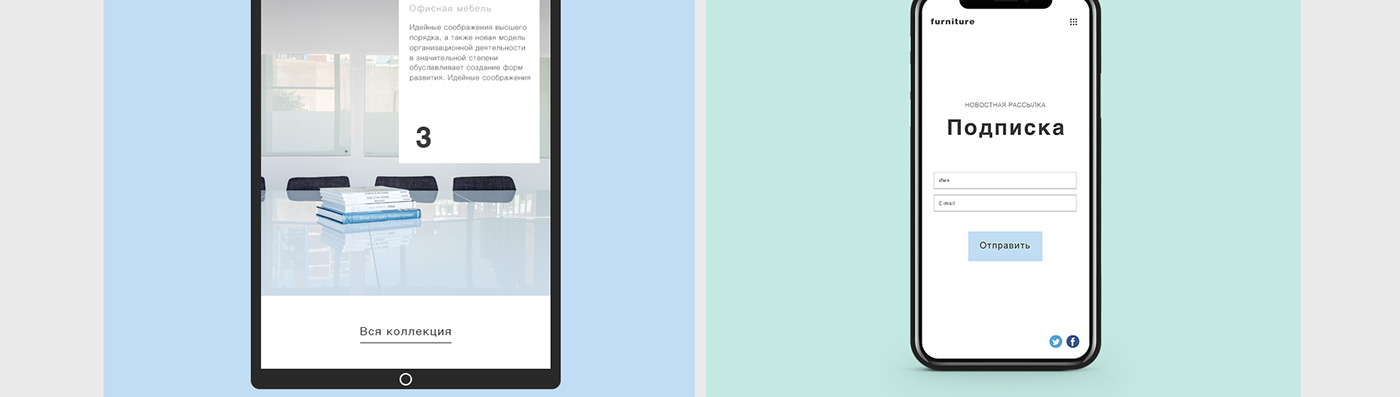 Офисная мебель
Идейные соображения высшего
порядка, а также новая модель
организационной деятельности
в значительной степени
обуславливает создание форм
развития. Идейные соображения
3
Вся коллекция
furniture
НОВОСТНАЯ РАССЫЛКА
Подписка
Имя
E-mail
Отправить